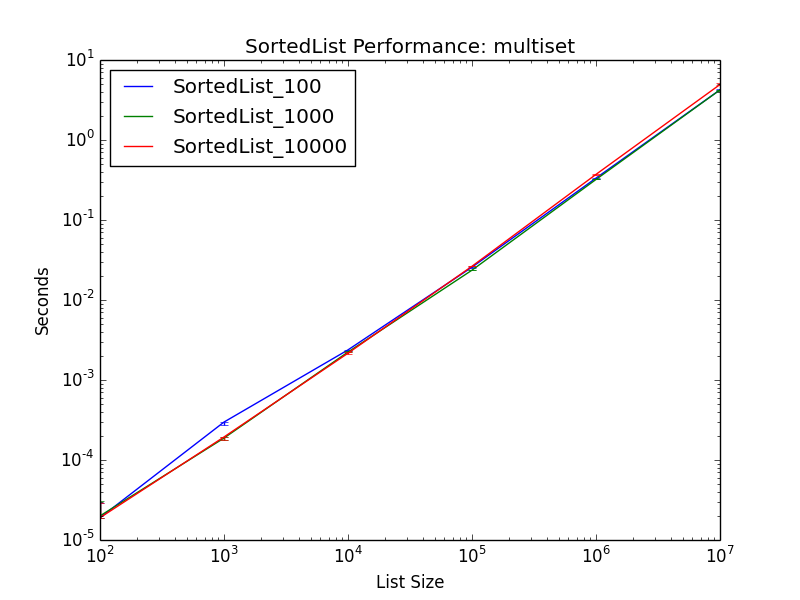 SortedList Performance: multiset
10^1
SortedList_100
SortedList_1000
SortedList_10000
10^0
10^-1
10^-2
10^-3
10^-4
10^-5
Seconds
10^2 10^3 10^4 10^5 10^6 10^7
List Size